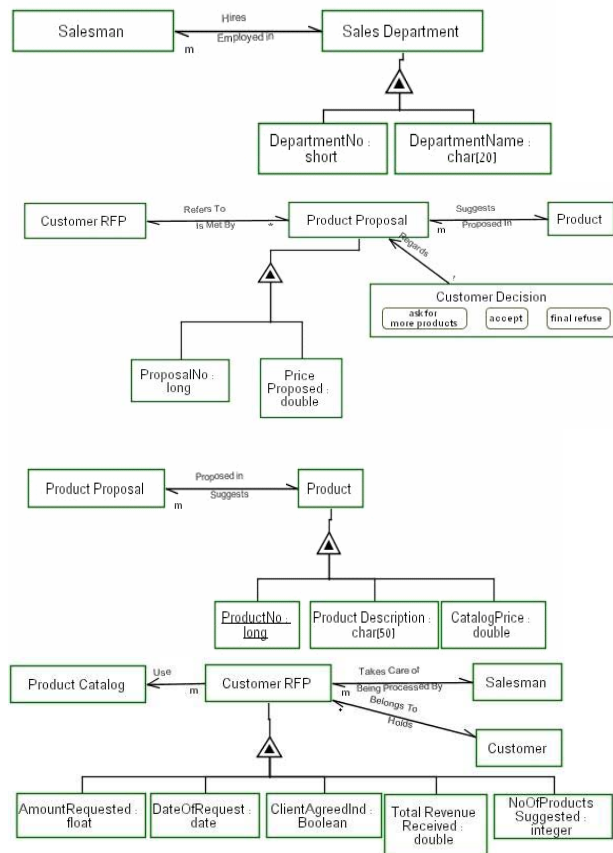 Hires
Salesman
Sales Department
m
Employed in
DepartmentNo :
short
DepartmentName :
char[20]
Refers To
Suggests
Customer RFP
Product Proposal
Product
Is Met By
*
m
Proposed In
Regards
Customer Decision
ask for
more products
accept
final refuse
ProposalNo :
long
Price
Proposed :
double
Proposed in
Product Proposal
Product
m
Suggests
ProductNo :
long
Product Description :
char[50]
CatalogPrice :
double
Use
Takes Care of
Product Catalog
Customer RFP
Salesman
m
m
Being Processed By
Belongs To
Holds
Customer
AmountRequested :
float
DateOfRequest :
date
ClientAgreedInd :
Boolean
Total Revenue
Received :
double
NoOfProducts
Suggested :
integer